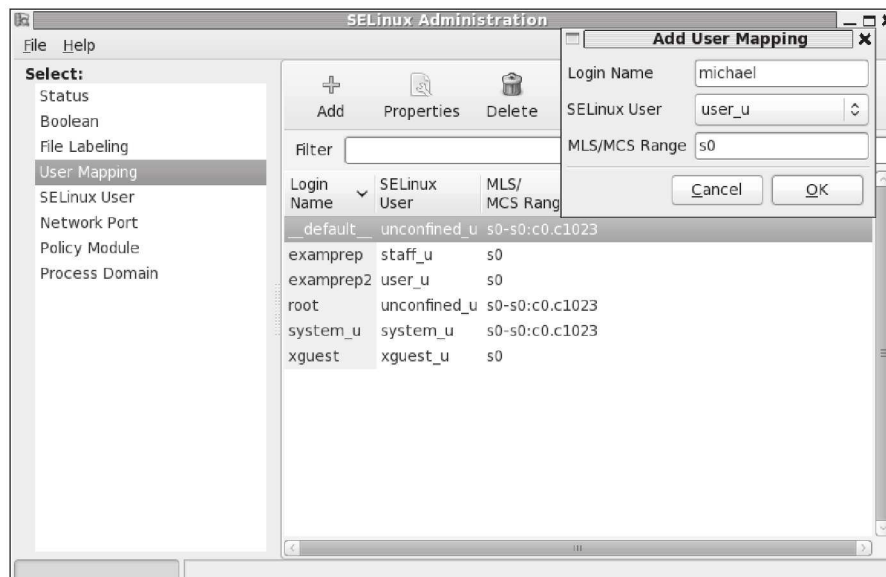 SELinux Administration
File Help
Select:
Status
Boolean
File Labeling
User Mapping
SELinux User
Network Port
Policy Module
Process Domain
Add Properties Delete
Filter
Login Name SELinux User MLS/ MCS Rang
__default__ unconfined_u s0-s0:c0.c1023
examprep staff_u s0
examprep2 user_u s0
root unconfined_u s0-s0:c0.c1023
system_u system_u s0-s0:c0.c1023
xguest xguest_u s0
Add User Mapping
Login Name michael
SELinux User user_u
MLS/MCS Range s0
Cancel OK